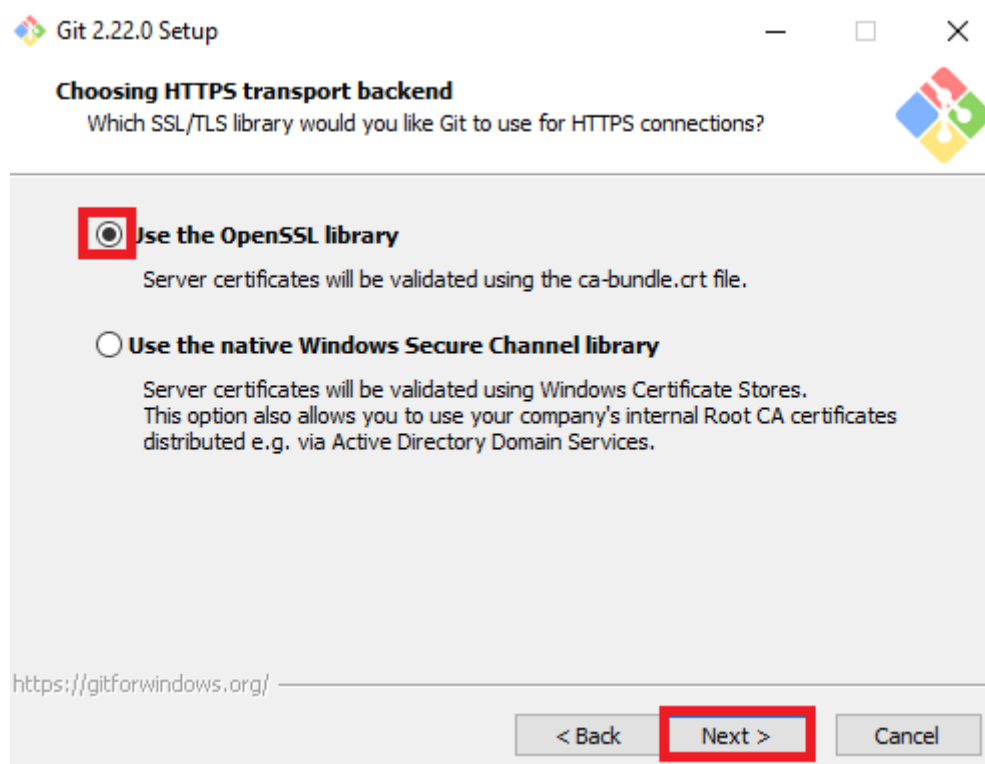 Git 2.22.0 Setup
Choosing HTTPS transport backend
Which SSL/TLS library would you like Git to use for HTTPS connections?
Use the OpenSSL library
Server certificates will be validated using the ca-bundle.crt file.
Use the native Windows Secure Channel library
Server certificates will be validated using Windows Certificate Stores.
This option also allows you to use your company's internal Root CA certificates
distributed e.g. via Active Directory Domain Services.
https://gitforwindows.org/
< Back Next > Cancel